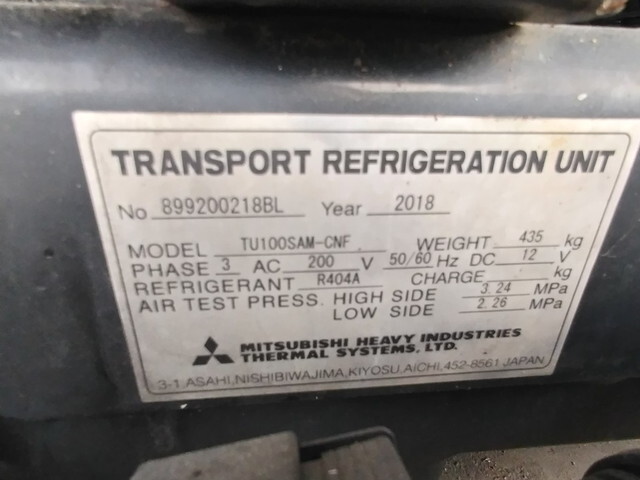 TRANSPORT REFRIGERATION UNIT
No 899200218BL Year 2018
MODEL TU100SAM-CNF WEIGHT 435 kg
PHASE 3 AC 200 V 50/60 Hz DC 12 V
REFRIGERANT R404A CHARGE kg
AIR TEST PRESS. HIGH SIDE 3.24 MPa
LOW SIDE 2.26 MPa
MITSUBISHI HEAVY INDUSTRIES
THERMAL SYSTEMS, LTD.
3-1, ASAHI, NISHIBIWAJIMA, KIYOSU, AICHI, 452-8561 JAPAN